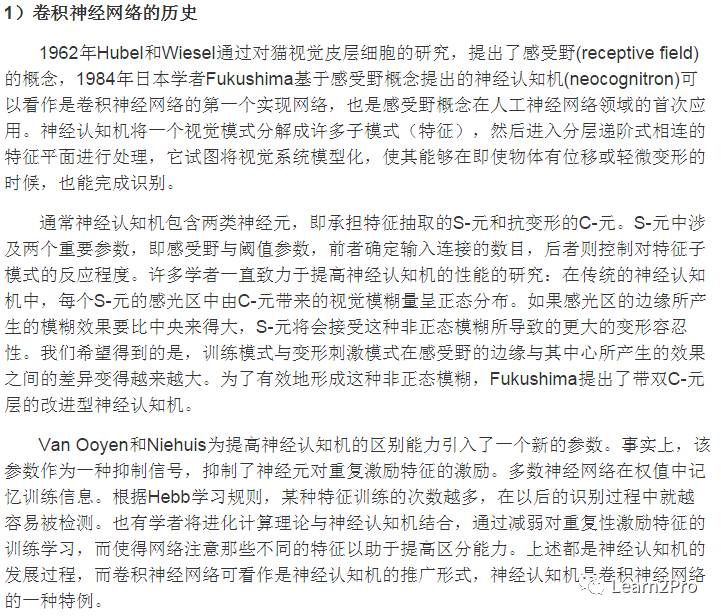 1）卷积神经网络的历史
1962年Hubel和Wiesel通过对猫视觉皮层细胞的研究，提出了感受野(receptive field)
的概念，1984年日本学者Fukushima基于感受野概念提出的神经认知机(neocognitron)可
以看作是卷积神经网络的第一个实现网络，也是感受野概念在人工神经网络领域的首次应
用。神经认知机将一个视觉模式分解成许多子模式（特征），然后进入分层递阶式相连的
特征平面进行处理，它试图将视觉系统模型化，使其能够在即使物体有位移或轻微变形的
时候，也能完成识别。
通常神经认知机包含两类神经元，即承担特征抽取的S-元和抗变形的C-元。S-元中涉
及两个重要参数，即感受野与阈值参数，前者确定输入连接的数目，后者则控制对特征子
模式的反应程度。许多学者一直致力于提高神经认知机的性能的研究：在传统的神经认知
机中，每个S-元的感光区中由C-元带来的视觉模糊量呈正态分布。如果感光区的边缘所产
生的模糊效果要比中央来得大，S-元将会接受这种非正态模糊所导致的更大的变形容忍
性。我们希望得到的是，训练模式与变形刺激模式在感受野的边缘与其中心所产生的效果
之间的差异变得越来越大。为了有效地形成这种非正态模糊，Fukushima提出了带双C-元
层的改进型神经认知机。
Van Ooyen和Niehuis为提高神经认知机的区别能力引入了一个新的参数。事实上，该
参数作为一种抑制信号，抑制了神经元对重复激励特征的激励。多数神经网络在权值中记
忆训练信息。根据Hebb学习规则，某种特征训练的次数越多，在以后的识别过程中就越
容易被检测。也有学者将进化计算理论与神经认知机结合，通过减弱对重复性激励特征的
训练学习，而使得网络注意那些不同的特征以助于提高区分能力。上述都是神经认知机的
发展过程，而卷积神经网络可看作是神经认知机的推广形式，神经认知机是卷积神经网络
的一种特例。
Learn2Pro